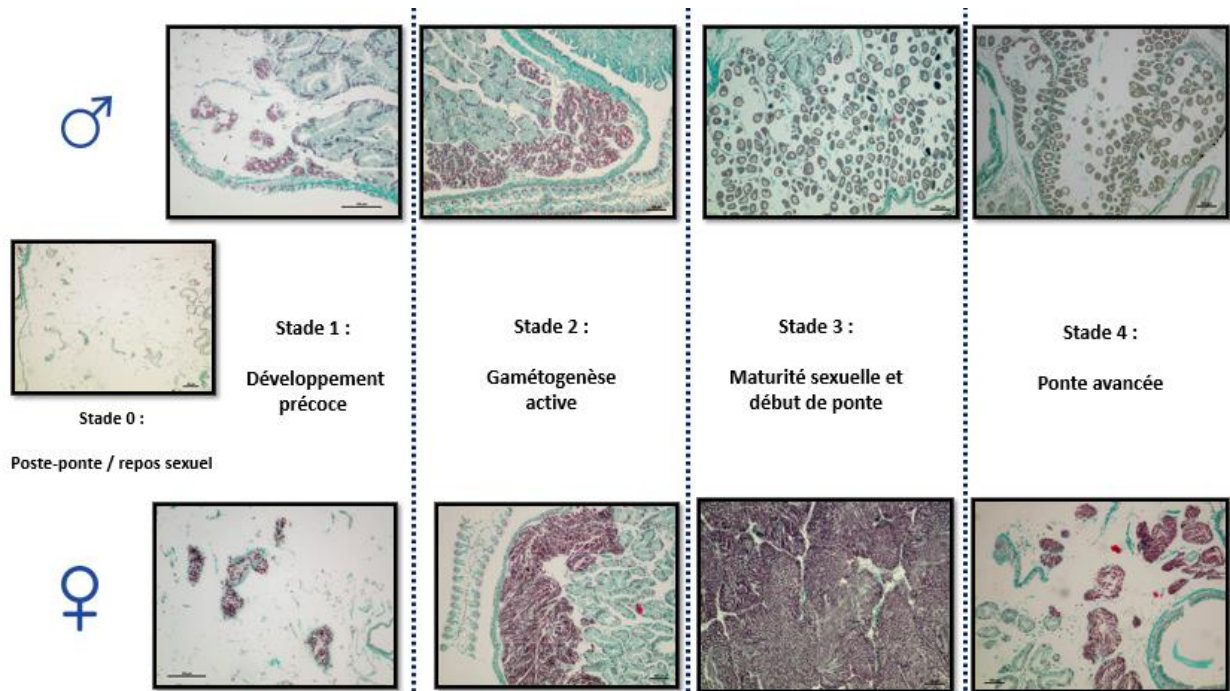 Stade 0 :
Poste-ponte / repos sexuel
Stade 1 :
Développement
précoce
Stade 2 :
Gamétogenèse
active
Stade 3 :
Maturité sexuelle et
début de ponte
Stade 4 :
Ponte avancée